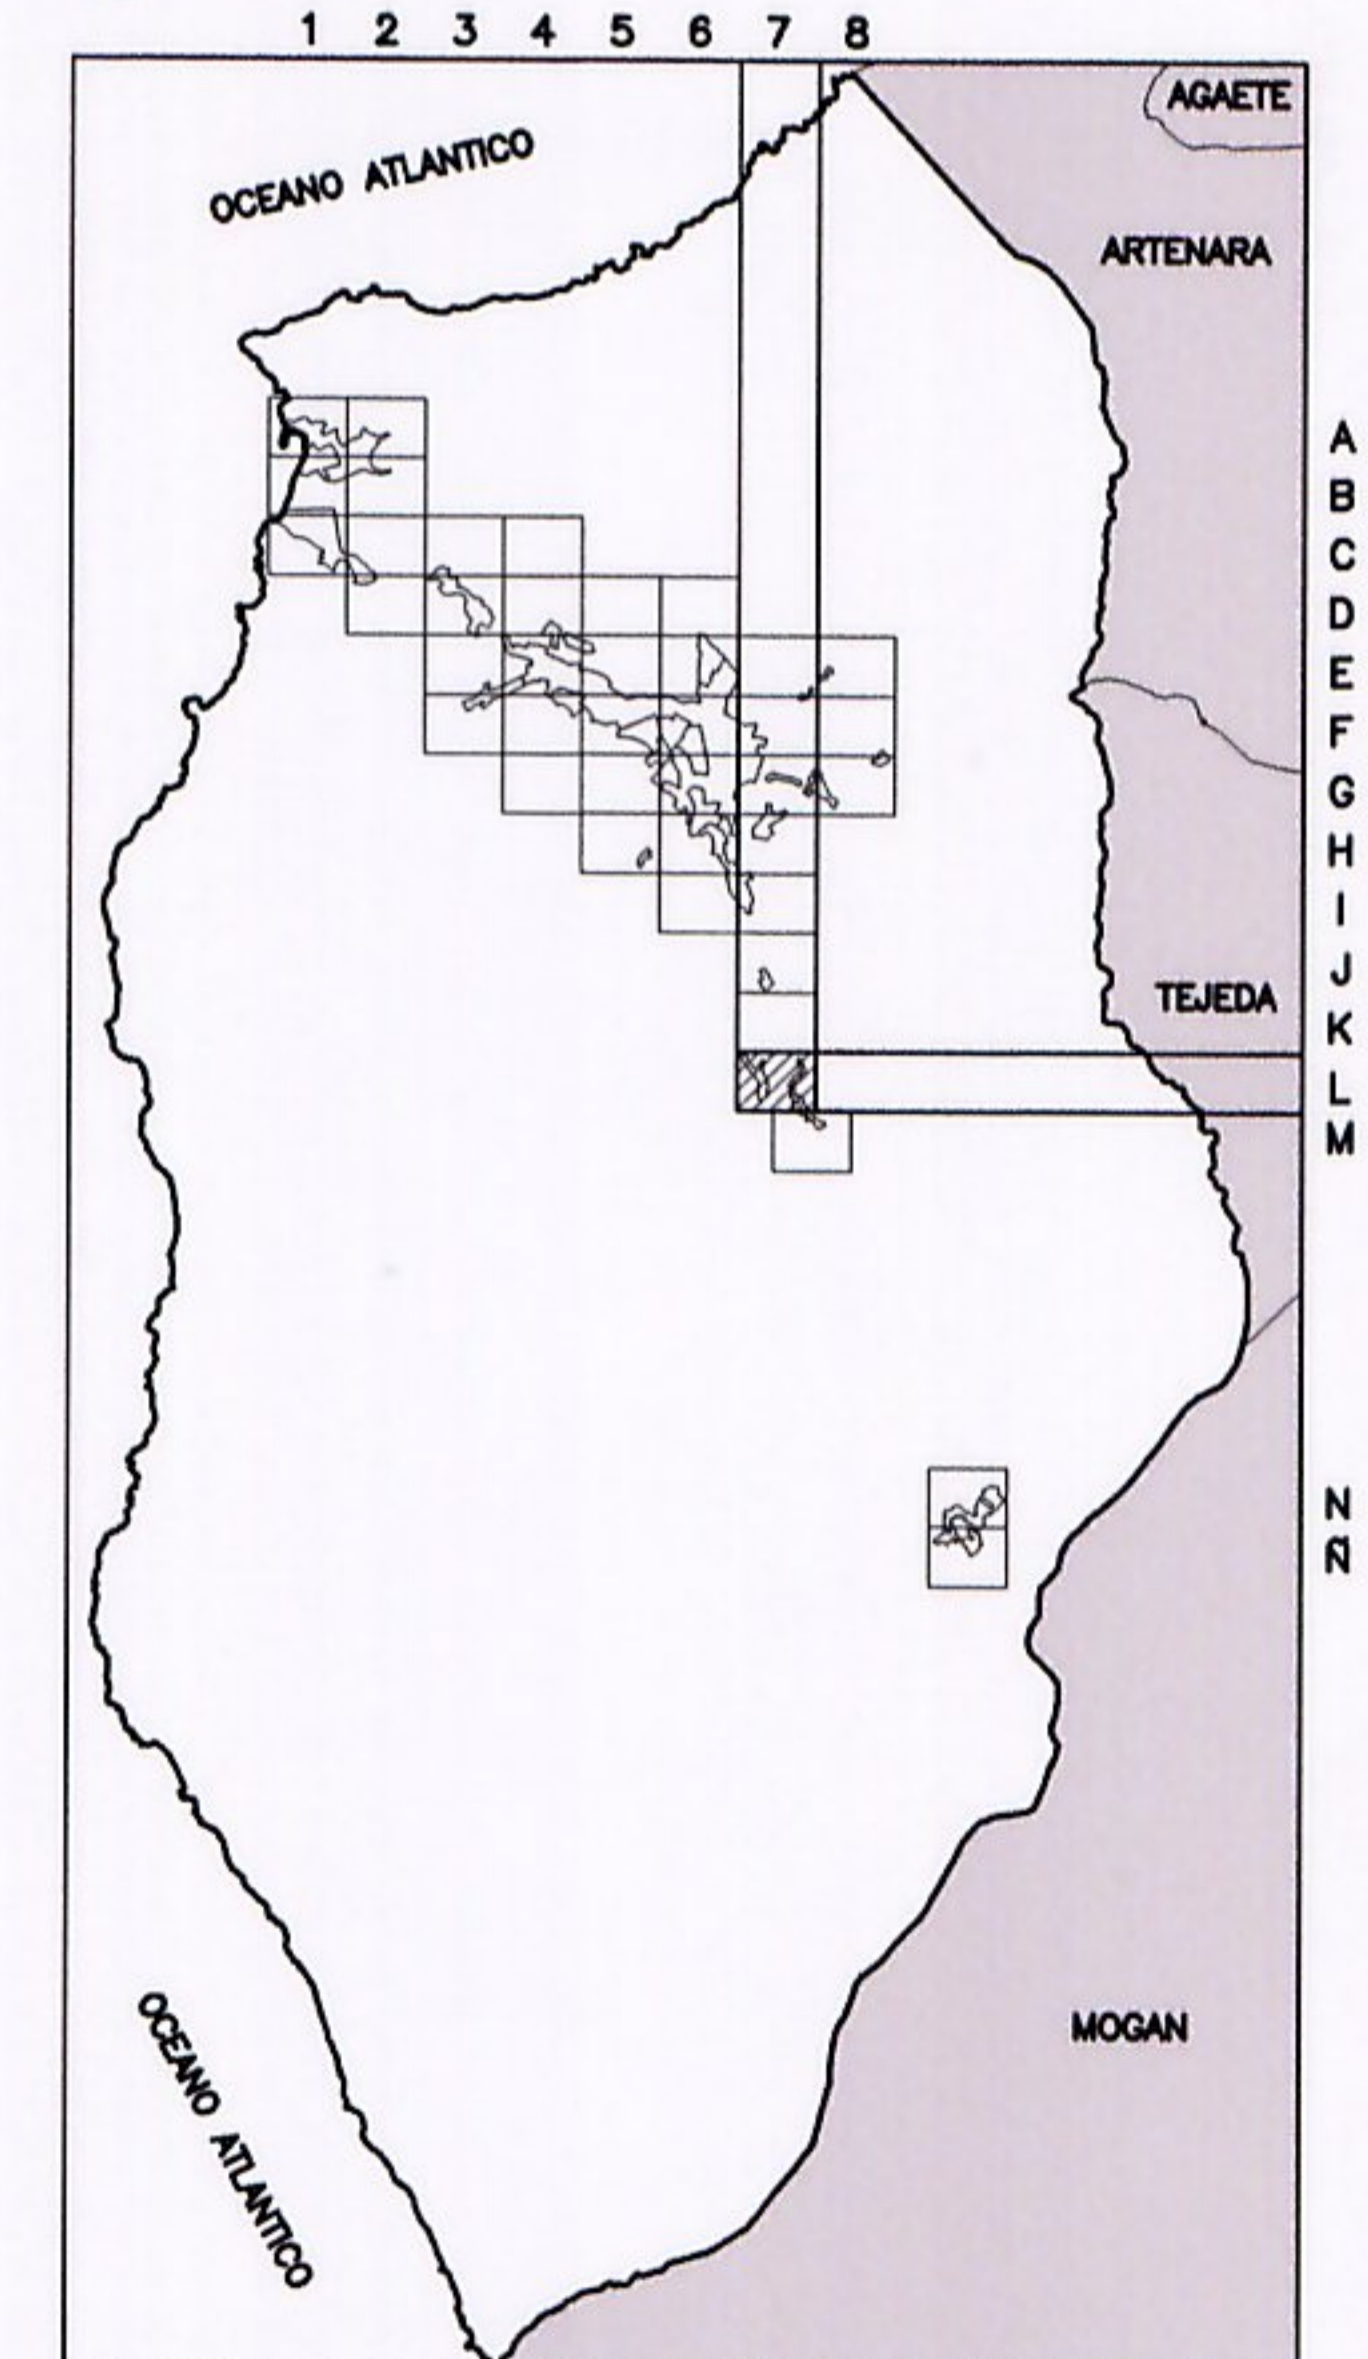 1 2 3 4 5 6 7 8
AGAETE
OCEANO ATLANTICO
ARTENARA
A
B
C
D
E
F
G
H
I
J
TEJEDA
K
L
M
N
Ñ
OCEANO ATLANTICO
MOGAN